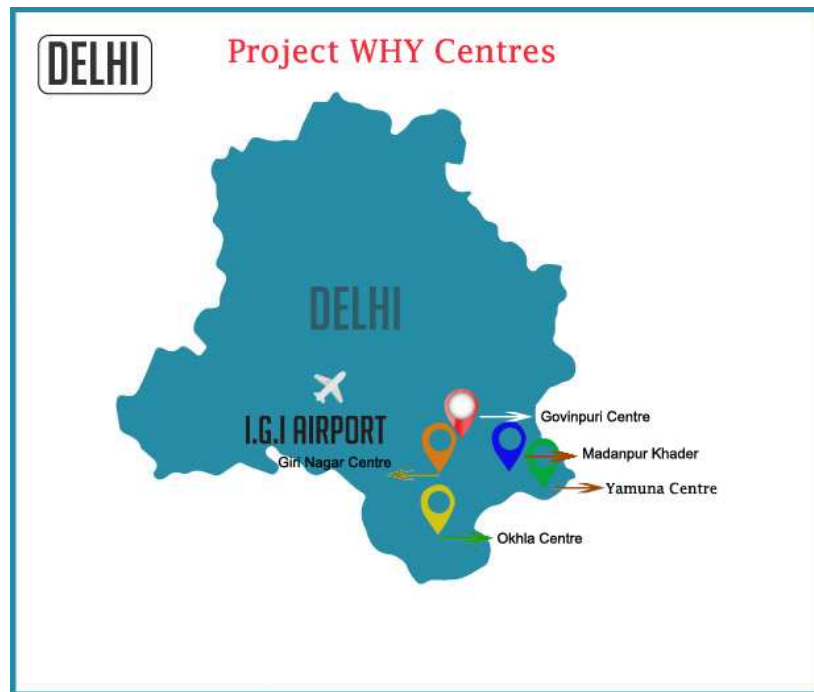 DELHI
Project WHY Centres
DELHI
I.G.I AIRPORT
Govinpuri Centre
Giri Nagar Centre
Madanpur Khader
Yamuna Centre
Okhla Centre